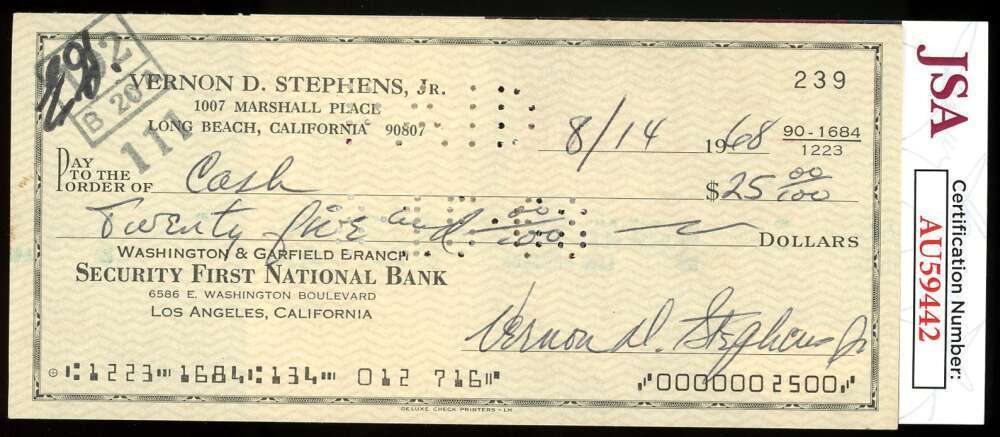 VERNON D. STEPHENS, JR.
1007 MARSHALL PLACE
LONG BEACH, CALIFORNIA 90807
239
B 20
111
8/14 1968
90-1684
1223
PAY TO THE ORDER OF Cash $25 00/100
Twenty five and 00/100 DOLLARS
WASHINGTON & GARFIELD BRANCH
SECURITY FIRST NATIONAL BANK
6586 E. WASHINGTON BOULEVARD
LOS ANGELES, CALIFORNIA
Vernon D. Stephens Jr
⑆1223⑉1684⑆134⑉ 012 716⑈ ⑈0000002500⑈
DELUXE CHECK PRINTERS - LH
JSA
Certification Number:
AU59442